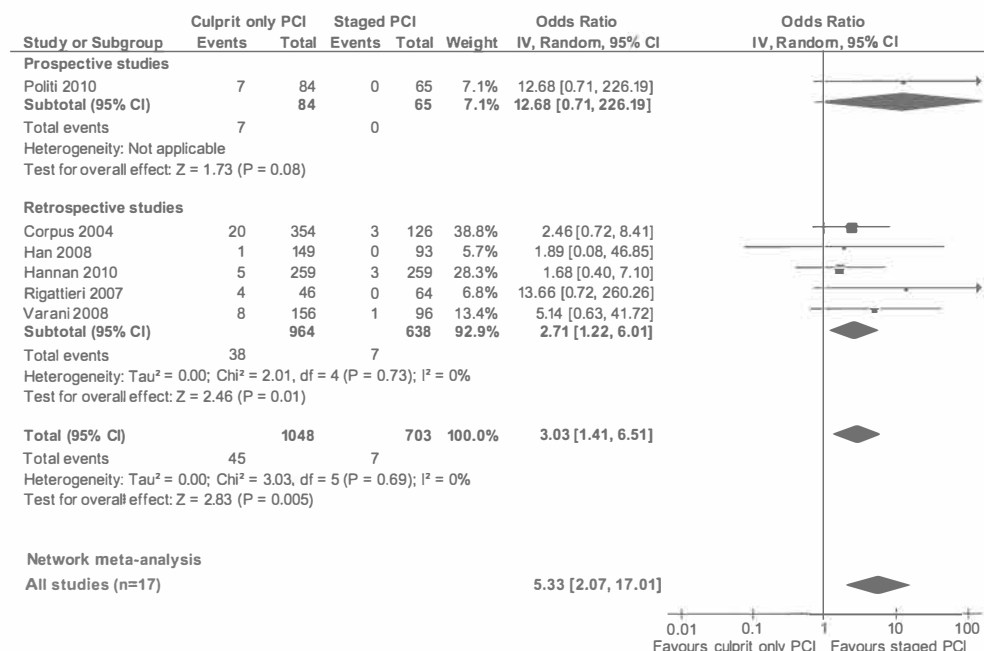 Culprit only PCI Staged PCI Odds Ratio Odds Ratio
Study or Subgroup Events Total Events Total Weight IV, Random, 95% CI IV, Random, 95% CI
Prospective studies
Politi 2010 7 84 0 65 7.1% 12.68 [0.71, 226.19]
Subtotal (95% CI) 84 65 7.1% 12.68 [0.71, 226.19]
Total events 7 0
Heterogeneity: Not applicable
Test for overall effect: Z = 1.73 (P = 0.08)
Retrospective studies
Corpus 2004 20 354 3 126 38.8% 2.46 [0.72, 8.41]
Han 2008 1 149 0 93 5.7% 1.89 [0.08, 46.85]
Hannan 2010 5 259 3 259 28.3% 1.68 [0.40, 7.10]
Rigattieri 2007 4 46 0 64 6.8% 13.66 [0.72, 260.26]
Varani 2008 8 156 1 96 13.4% 5.14 [0.63, 41.72]
Subtotal (95% CI) 964 638 92.9% 2.71 [1.22, 6.01]
Total events 38 7
Heterogeneity: Tau² = 0.00; Chi² = 2.01, df = 4 (P = 0.73); I² = 0%
Test for overall effect: Z = 2.46 (P = 0.01)
Total (95% CI) 1048 703 100.0% 3.03 [1.41, 6.51]
Total events 45 7
Heterogeneity: Tau² = 0.00; Chi² = 3.03, df = 5 (P = 0.69); I² = 0%
Test for overall effect: Z = 2.83 (P = 0.005)
Network meta-analysis
All studies (n=17) 5.33 [2.07, 17.01]
0.01 0.1 1 10 100
Favours culprit only PCI Favours staged PCI